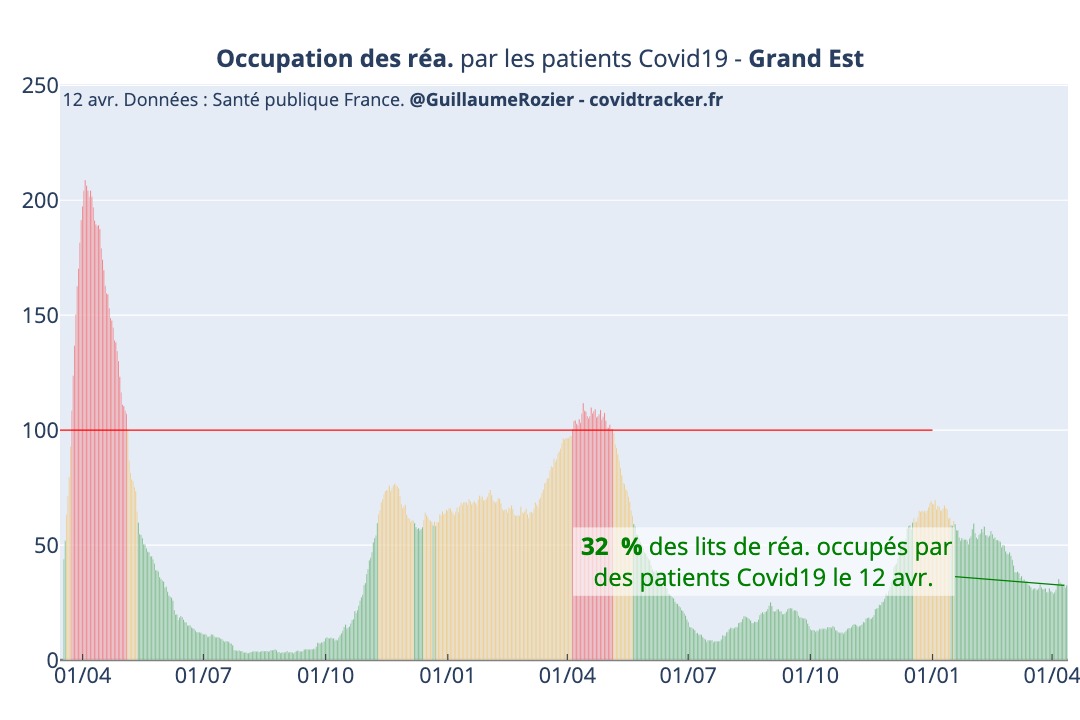 Occupation des réa. par les patients Covid19 - Grand Est
12 avr. Données : Santé publique France. @GuillaumeRozier - covidtracker.fr
250
200
150
100
50
0
32 % des lits de réa. occupés par
des patients Covid19 le 12 avr.
01/04 01/07 01/10 01/01 01/04 01/07 01/10 01/01 01/04